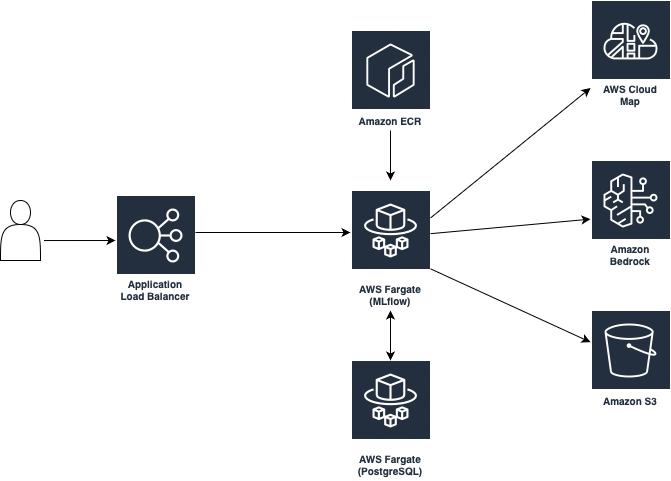 Amazon ECR
AWS Cloud
Map
Application
Load Balancer
AWS Fargate
(MLflow)
Amazon
Bedrock
Amazon S3
AWS Fargate
(PostgreSQL)